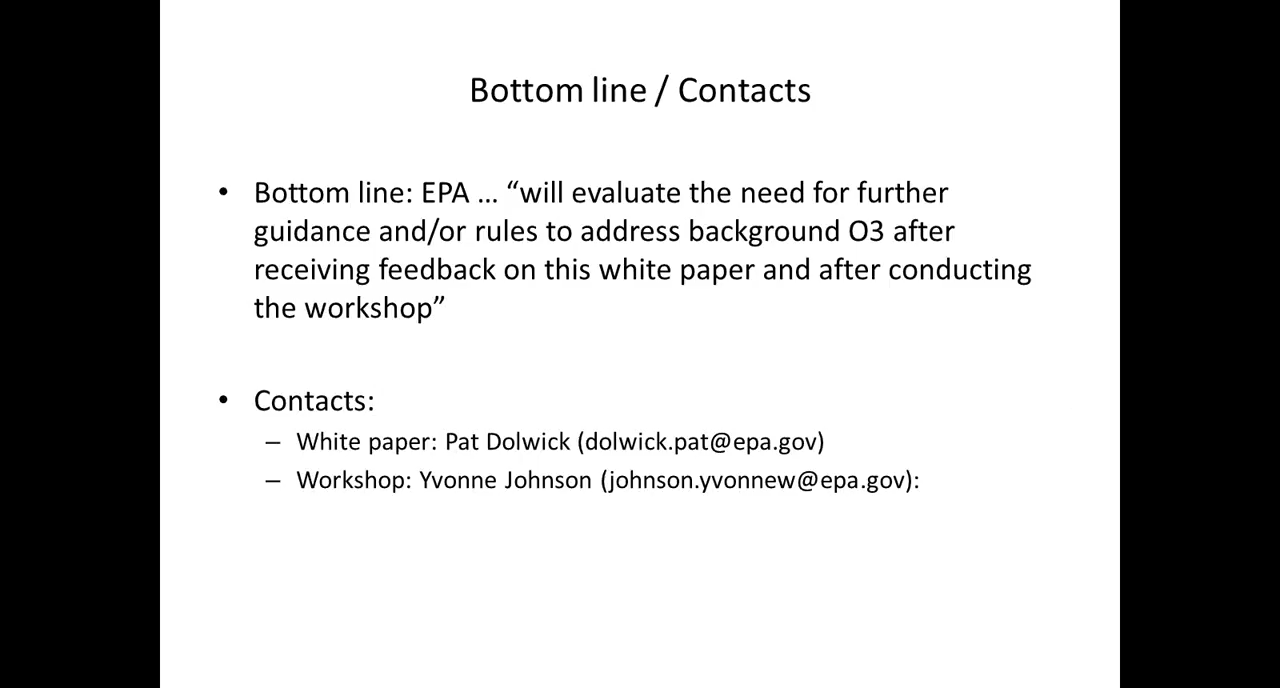 Bottom line / Contacts
• Bottom line: EPA … “will evaluate the need for further
guidance and/or rules to address background O3 after
receiving feedback on this white paper and after conducting
the workshop”
• Contacts:
– White paper: Pat Dolwick (dolwick.pat@epa.gov)
– Workshop: Yvonne Johnson (johnson.yvonnew@epa.gov):